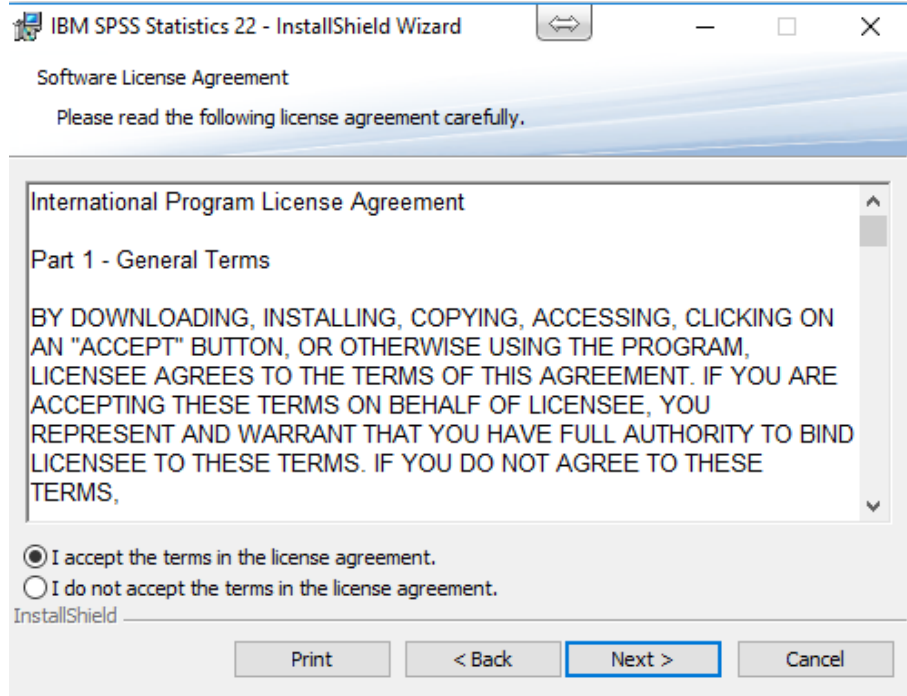 IBM SPSS Statistics 22 - InstallShield Wizard
Software License Agreement
Please read the following license agreement carefully.
International Program License Agreement
Part 1 - General Terms
BY DOWNLOADING, INSTALLING, COPYING, ACCESSING, CLICKING ON
AN "ACCEPT" BUTTON, OR OTHERWISE USING THE PROGRAM,
LICENSEE AGREES TO THE TERMS OF THIS AGREEMENT. IF YOU ARE
ACCEPTING THESE TERMS ON BEHALF OF LICENSEE, YOU
REPRESENT AND WARRANT THAT YOU HAVE FULL AUTHORITY TO BIND
LICENSEE TO THESE TERMS. IF YOU DO NOT AGREE TO THESE
TERMS,
I accept the terms in the license agreement.
I do not accept the terms in the license agreement.
InstallShield
Print < Back Next > Cancel